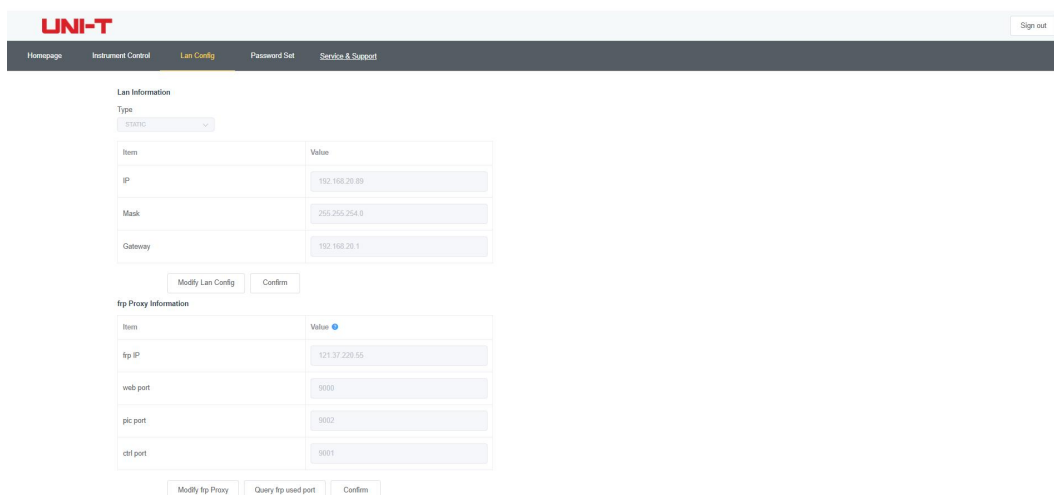 UNI-T
Sign out
Homepage Instrument Control Lan Config Password Set Service & Support
Lan Information
Type
STATIC
Item Value
IP 192.168.20.89
Mask 255.255.254.0
Gateway 192.168.20.1
Modify Lan Config Confirm
frp Proxy Information
Item Value
frp IP 121.37.220.55
web port 9000
pic port 9002
ctrl port 9001
Modify frp Proxy Query frp used port Confirm